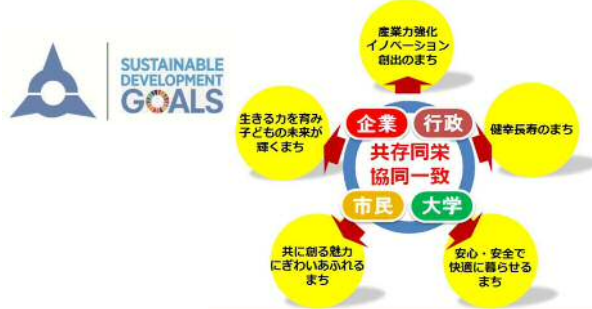 SUSTAINABLE
DEVELOPMENT
GOALS
産業力強化
イノベーション
創出のまち
生きる力を育み
子どもの未来が
輝くまち
企業
行政
健幸長寿のまち
共存同栄
協同一致
市民
大学
共に創る魅力
にぎわいあふれる
まち
安心・安全で
快適に暮らせる
まち